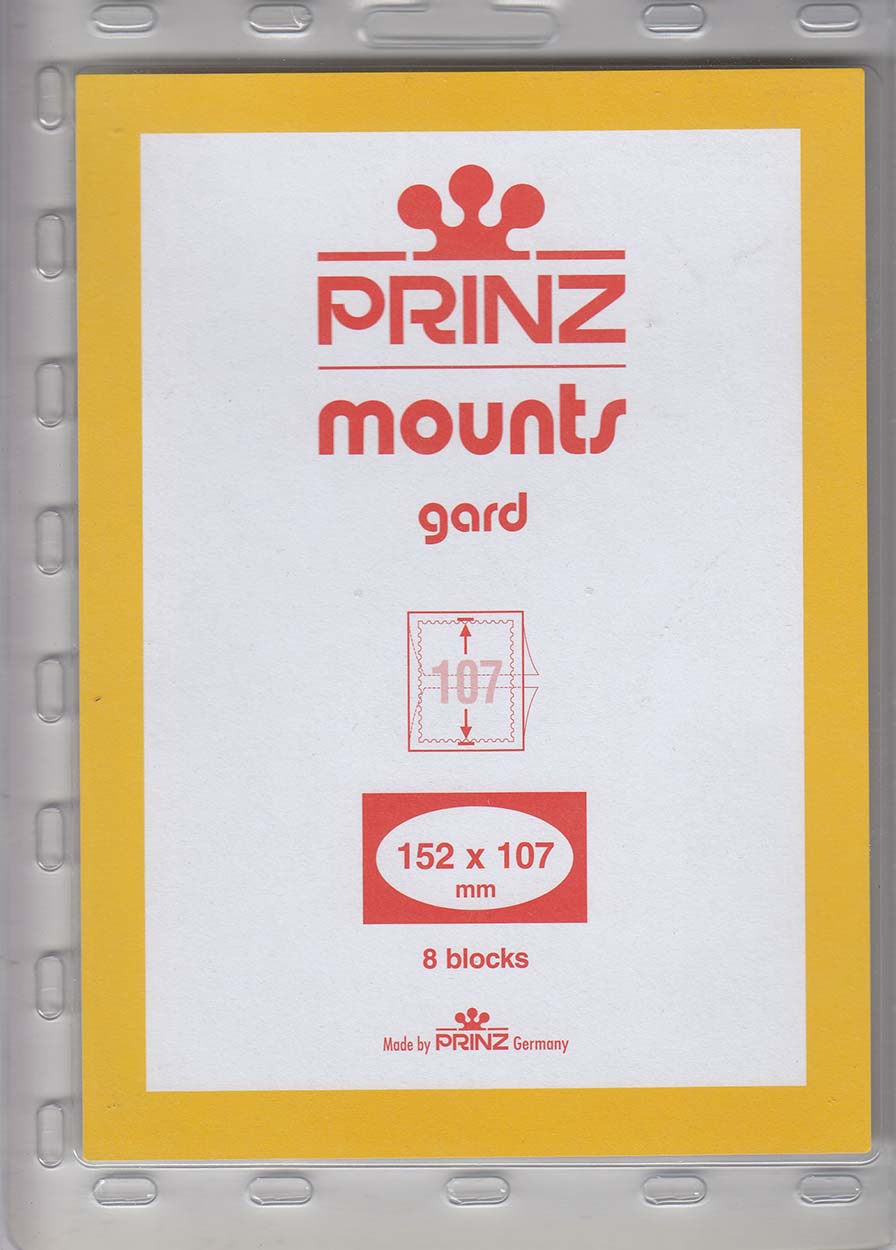 PRINZ
mounts
gard
107
152 x 107
mm
8 blocks
Made by PRINZ Germany